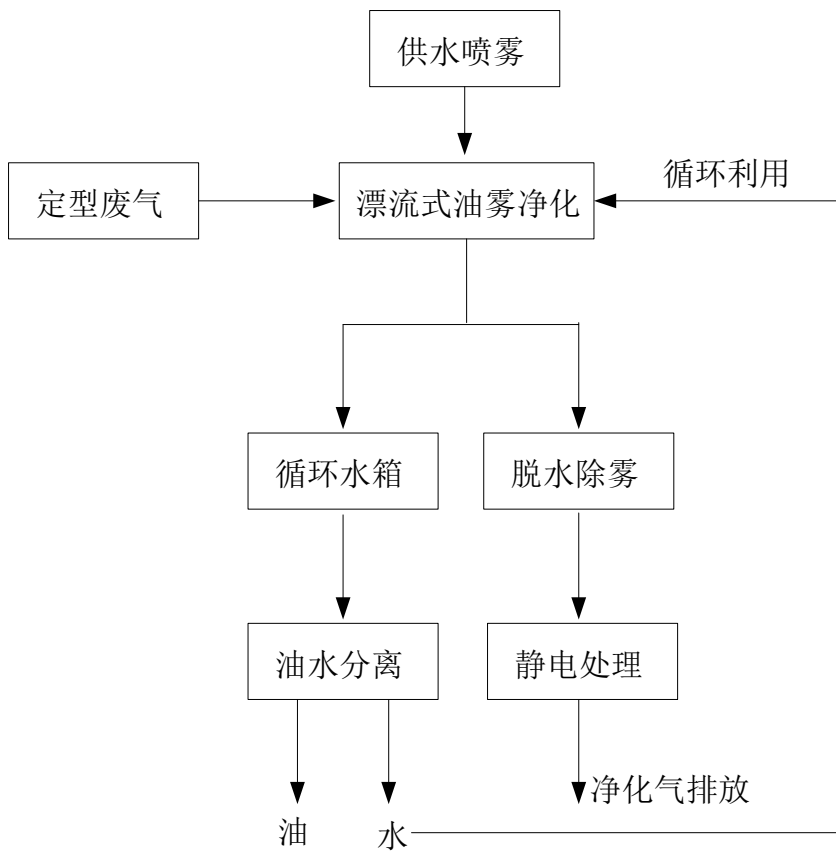 供水喷雾
循环利用
定型废气
漂流式油雾净化
循环水箱
脱水除雾
油水分离
静电处理
净化气排放
油
水